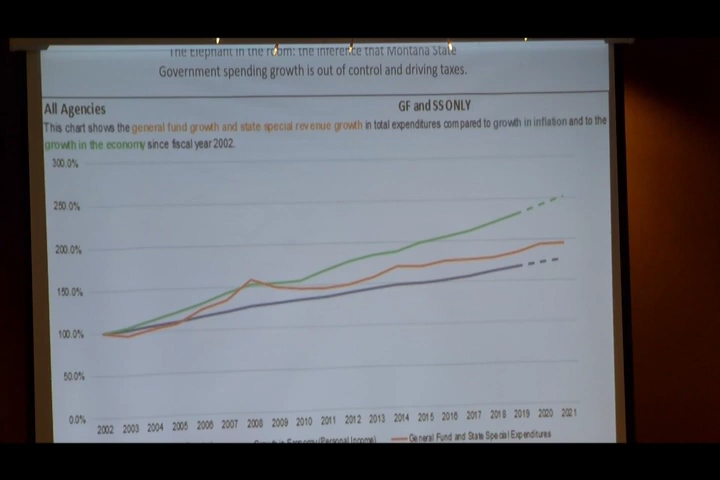 The Elephant in the room: the inference that Montana State
Government spending growth is out of control and driving taxes.
All Agencies
GF and SS ONLY
This chart shows the general fund growth and state special revenue growth in total expenditures compared to growth in inflation and to the
growth in the economy since fiscal year 2002.
300.0%
250.0%
200.0%
150.0%
100.0%
50.0%
0.0%
2002 2003 2004 2005 2006 2007 2008 2009 2010 2011 2012 2013 2014 2015 2016 2017 2018 2019 2020 2021
Growth in Economy (Personal Income) General Fund and State Special Expenditures